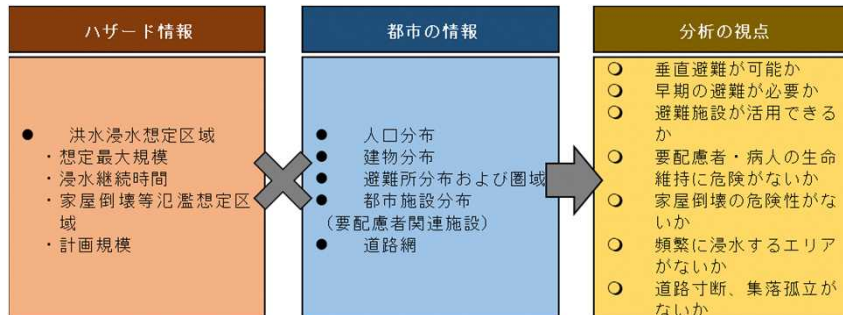 ハザード情報
● 洪水浸水想定区域
・想定最大規模
・浸水継続時間
・家屋倒壊等氾濫想定区
域
・計画規模
都市の情報
● 人口分布
● 建物分布
● 避難所分布および圏域
● 都市施設分布
（要配慮者関連施設）
● 道路網
分析の視点
○ 垂直避難が可能か
○ 早期の避難が必要か
○ 避難施設が活用できる
か
○ 要配慮者・病人の生命
維持に危険がないか
○ 家屋倒壊の危険性がな
いか
○ 頻繁に浸水するエリア
がないか
○ 道路寸断、集落孤立が
ないか